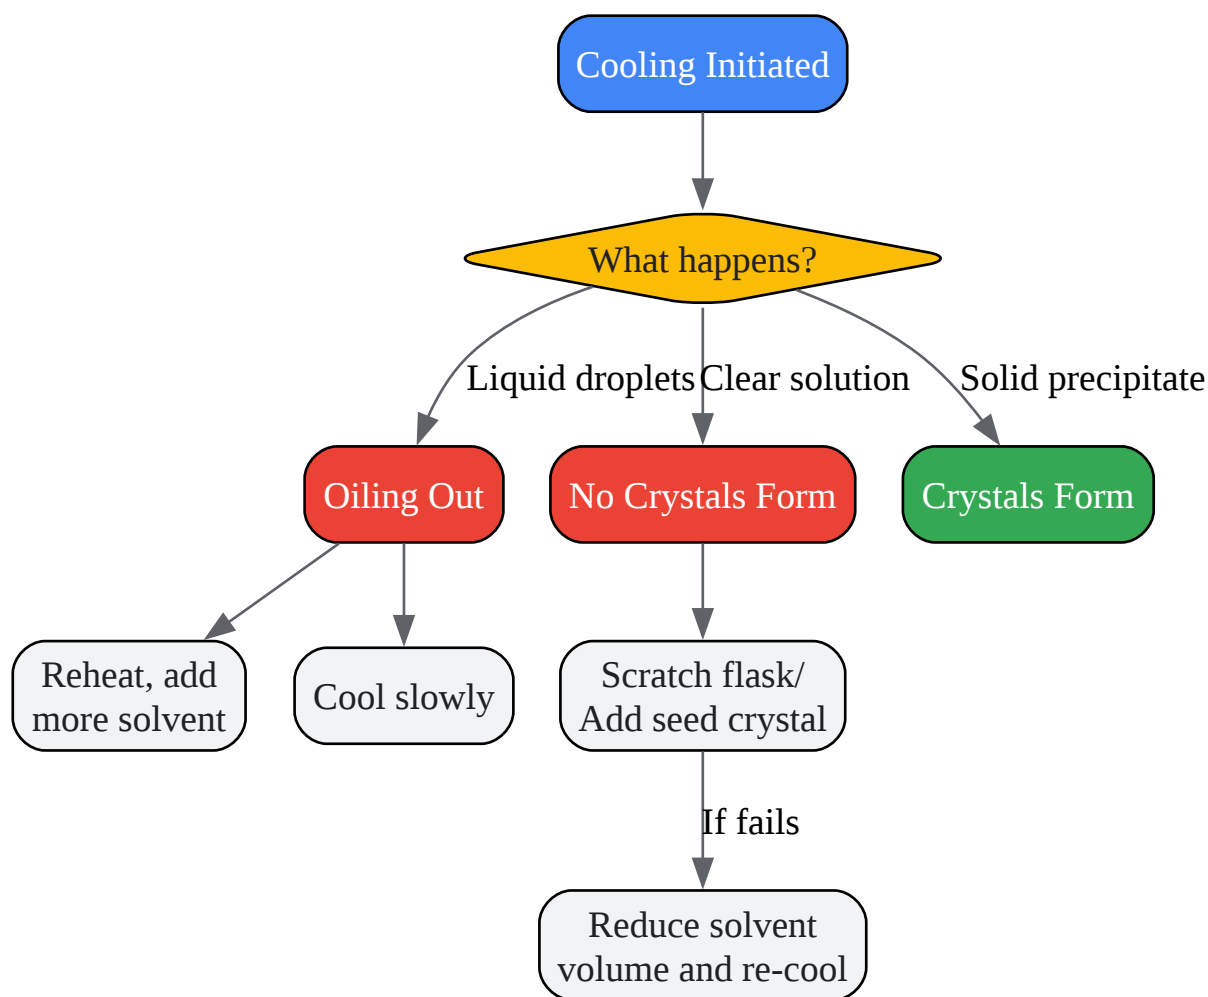 Cooling Initiated
What happens?
Liquid droplets
Clear solution
Solid precipitate
Oiling Out
No Crystals Form
Crystals Form
Reheat, add
more solvent
Cool slowly
Scratch flask/
Add seed crystal
If fails
Reduce solvent
volume and re-cool